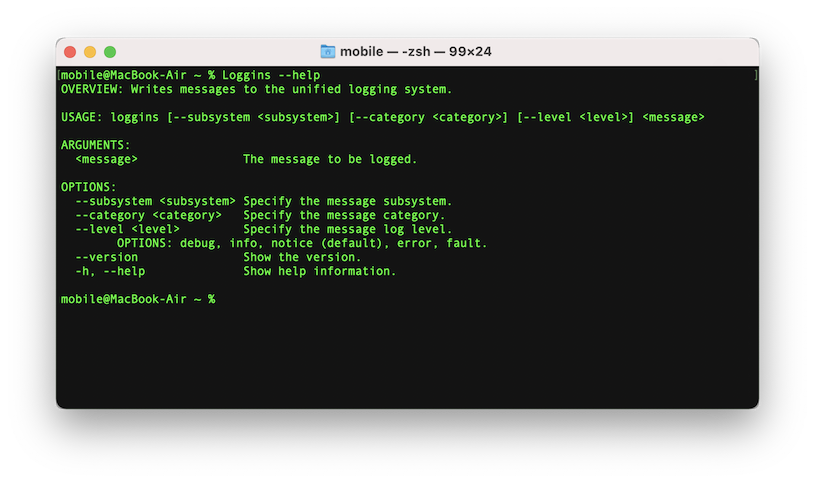 mobile — -zsh — 99×24
[mobile@MacBook-Air ~ % Loggins --help ]
OVERVIEW: Writes messages to the unified logging system.
USAGE: loggins [--subsystem <subsystem>] [--category <category>] [--level <level>] <message>
ARGUMENTS:
<message> The message to be logged.
OPTIONS:
--subsystem <subsystem> Specify the message subsystem.
--category <category> Specify the message category.
--level <level> Specify the message log level.
OPTIONS: debug, info, notice (default), error, fault.
--version Show the version.
-h, --help Show help information.
mobile@MacBook-Air ~ %